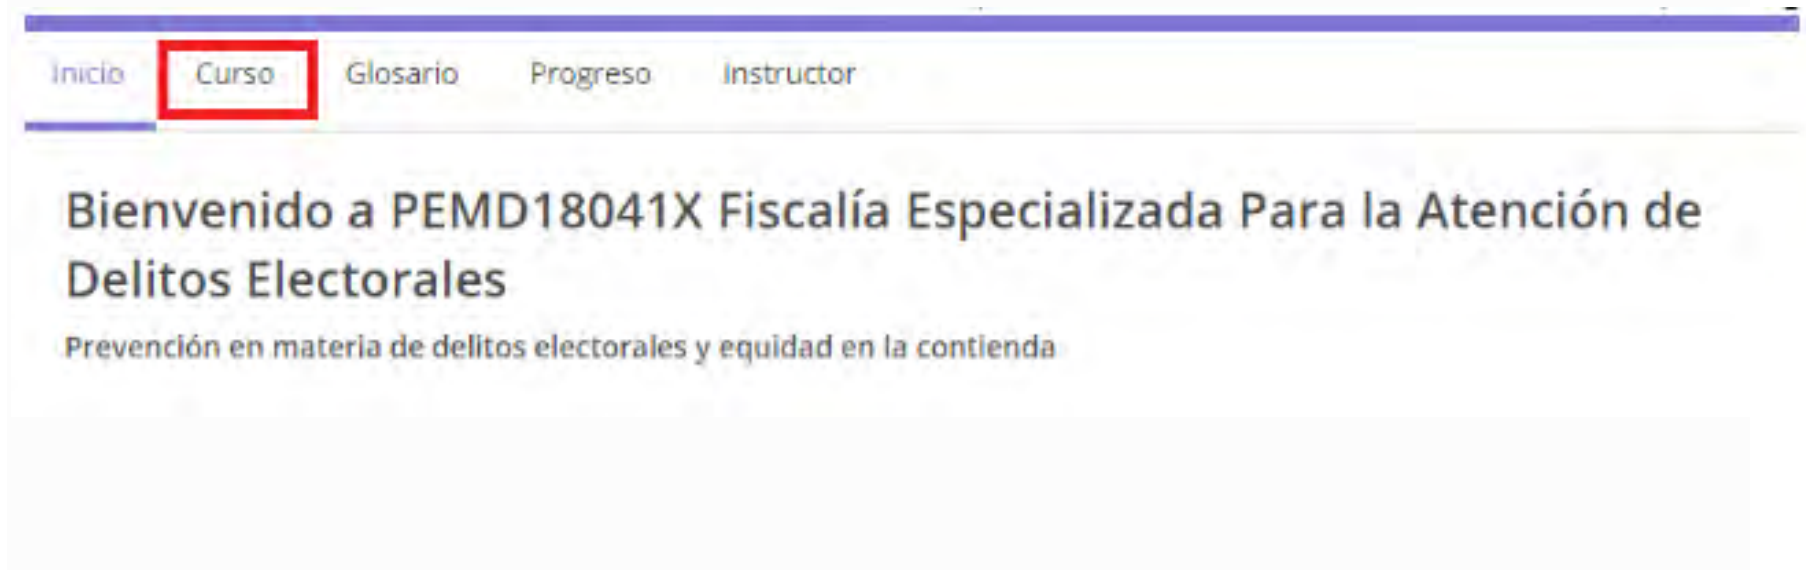 Inicio Curso Glosario Progreso Instructor
Bienvenido a PEMD18041X Fiscalía Especializada Para la Atención de
Delitos Electorales
Prevención en materia de delitos electorales y equidad en la contienda